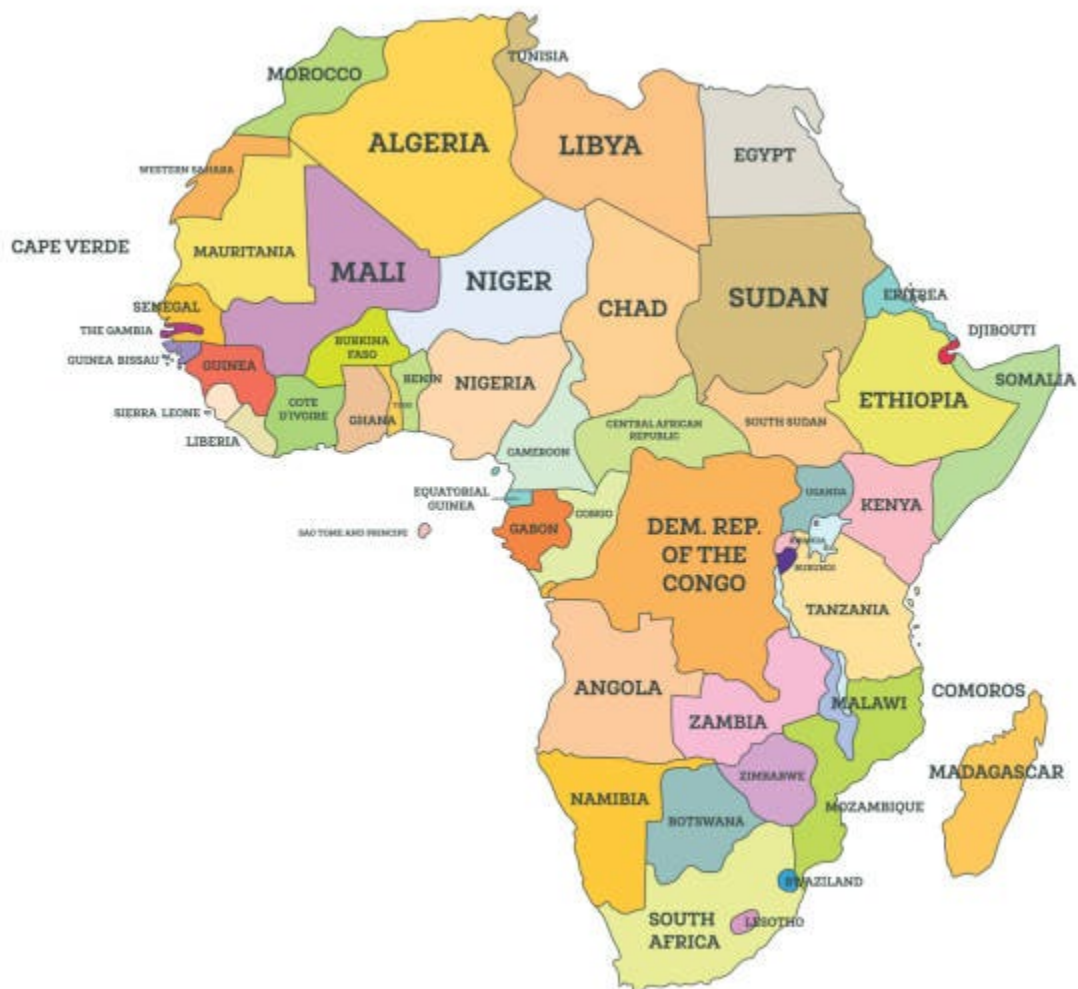 MOROCCO
TUNISIA
ALGERIA
LIBYA
EGYPT
WESTERN SAHARA
CAPE VERDE
MAURITANIA
MALI
NIGER
CHAD
SUDAN
ERITREA
SENEGAL
THE GAMBIA
GUINEA BISSAU
GUINEA
BURKINA
FASO
BENIN
NIGERIA
DJIBOUTI
SOMALIA
ETHIOPIA
SIERRA LEONE
LIBERIA
COTE
D'IVOIRE
GHANA
TOGO
CENTRAL AFRICAN
REPUBLIC
SOUTH SUDAN
CAMEROON
EQUATORIAL
GUINEA
SAO TOME AND PRINCIPE
GABON
CONGO
DEM. REP.
OF THE
CONGO
UGANDA
KENYA
RWANDA
BURUNDI
TANZANIA
ANGOLA
ZAMBIA
MALAWI
COMOROS
MADAGASCAR
NAMIBIA
ZIMBABWE
MOZAMBIQUE
BOTSWANA
SWAZILAND
SOUTH
AFRICA
LESOTHO